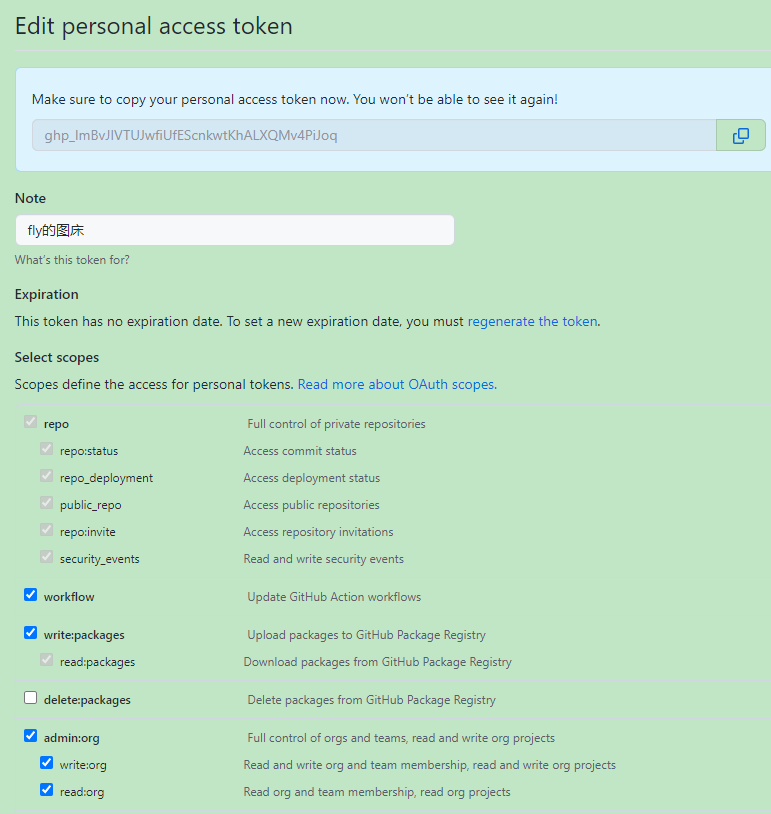 Edit personal access token
Make sure to copy your personal access token now. You won't be able to see it again!
Note
fly的图床
What's this token for?
Expiration
This token has no expiration date. To set a new expiration date, you must regenerate the token.
Select scopes
Scopes define the access for personal tokens. Read more about OAuth scopes.
repo Full control of private repositories
repo:status Access commit status
repo_deployment Access deployment status
public_repo Access public repositories
repo:invite Access repository invitations
security_events Read and write security events
workflow Update GitHub Action workflows
write:packages Upload packages to GitHub Package Registry
read:packages Download packages from GitHub Package Registry
delete:packages Delete packages from GitHub Package Registry
admin:org Full control of orgs and teams, read and write org projects
write:org Read and write org and team membership, read and write org projects
read:org Read org and team membership, read org projects